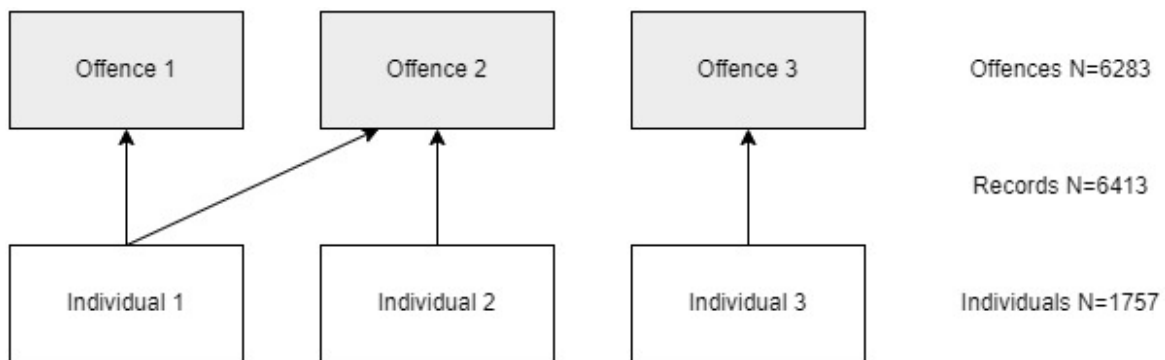 Offence 1
Offence 2
Offence 3
Offences N=6283
Records N=6413
Individual 1
Individual 2
Individual 3
Individuals N=1757